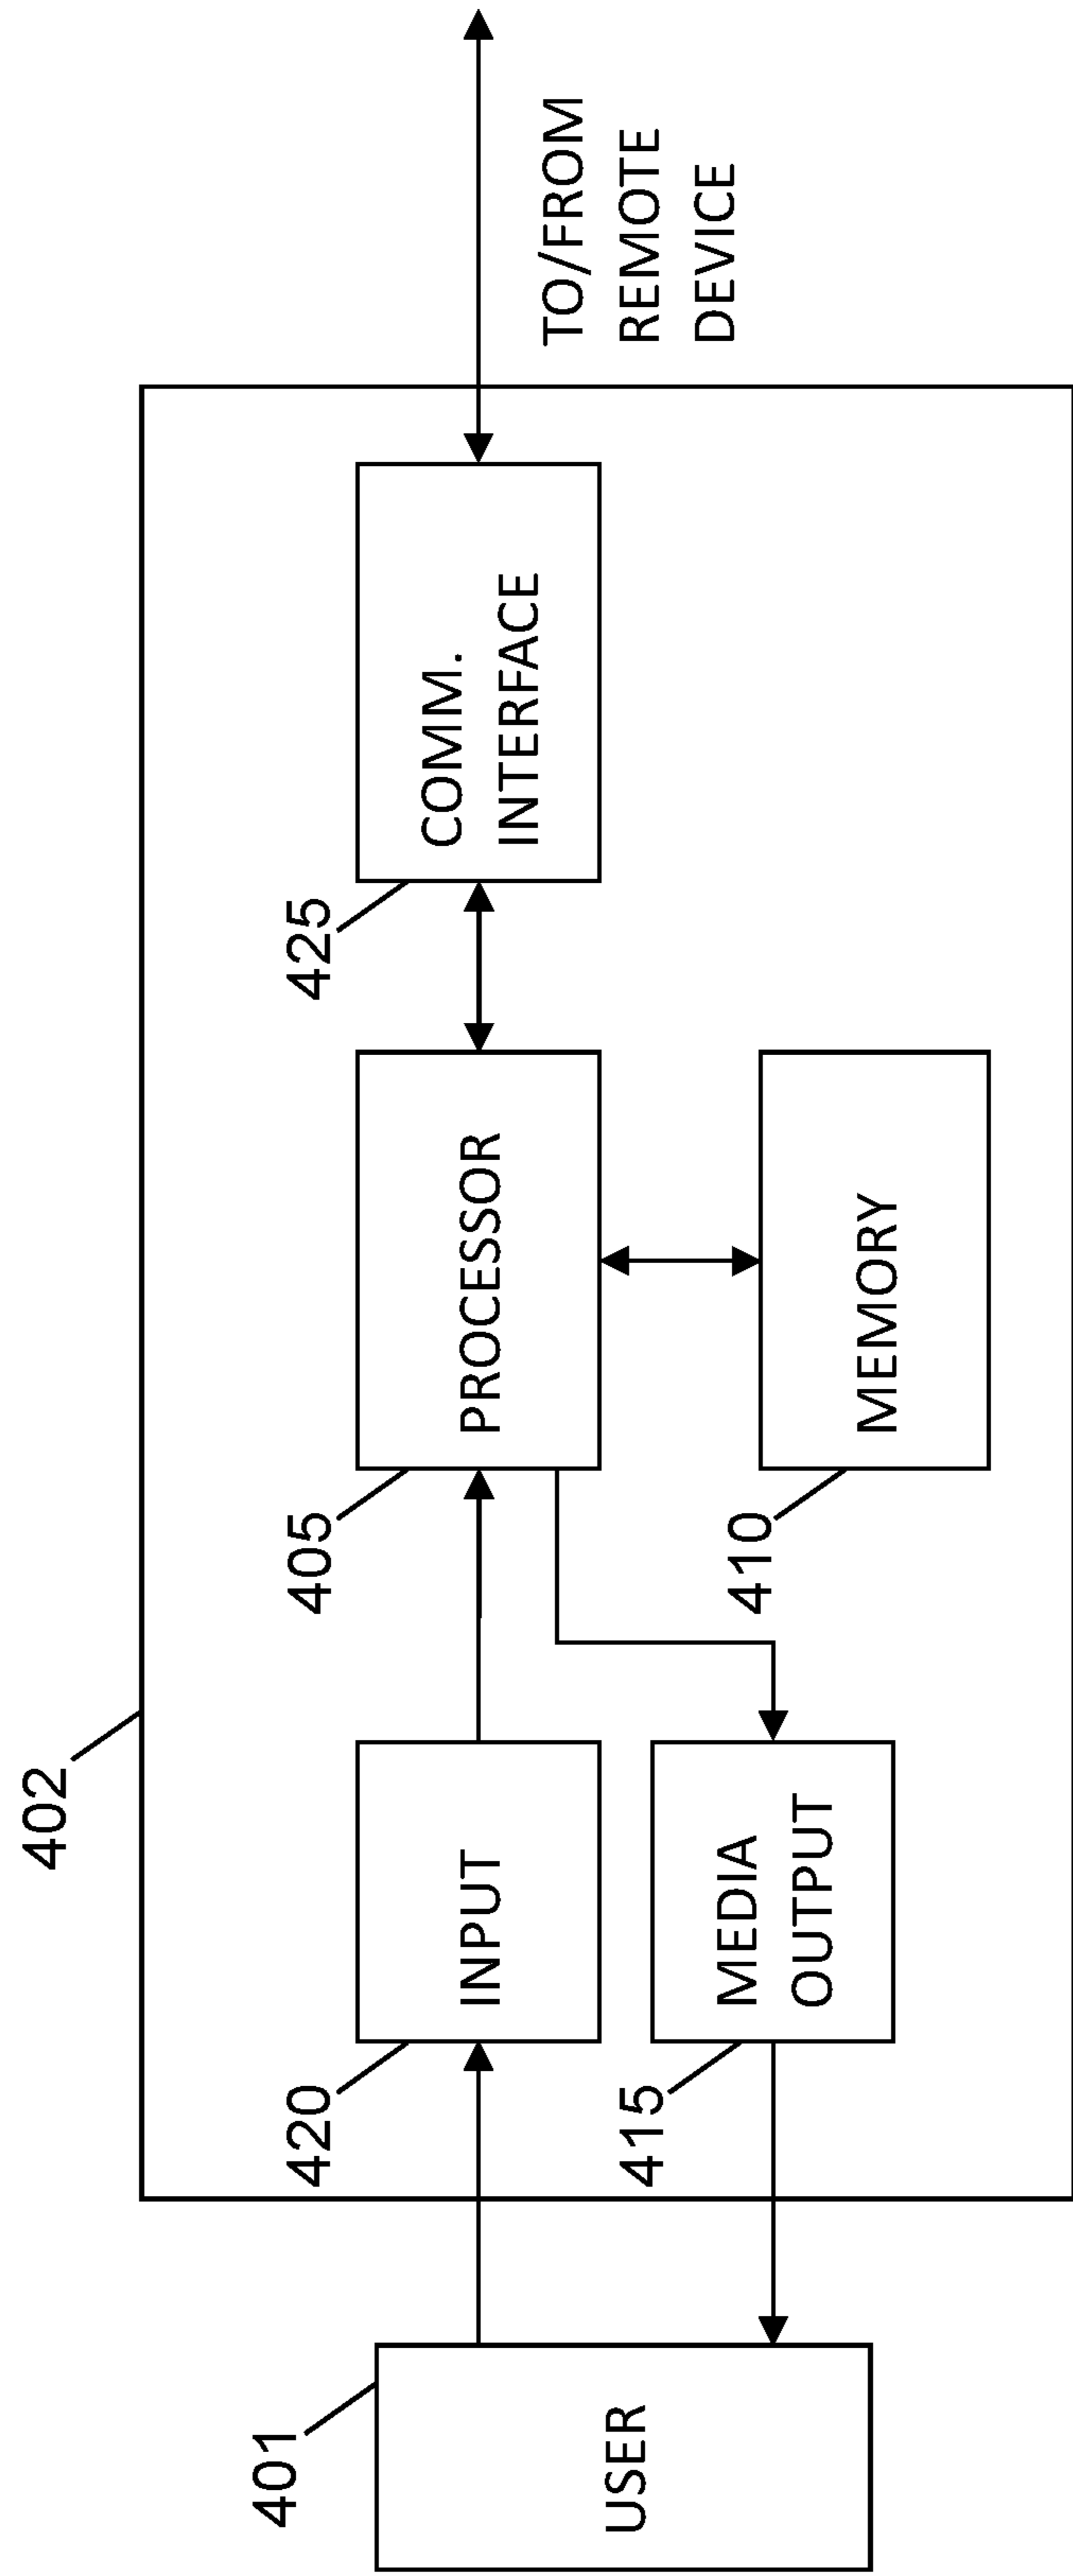 402
401
USER
420
INPUT
415
MEDIA
OUTPUT
405
PROCESSOR
410
MEMORY
425
COMM.
INTERFACE
TO/FROM
REMOTE
DEVICE